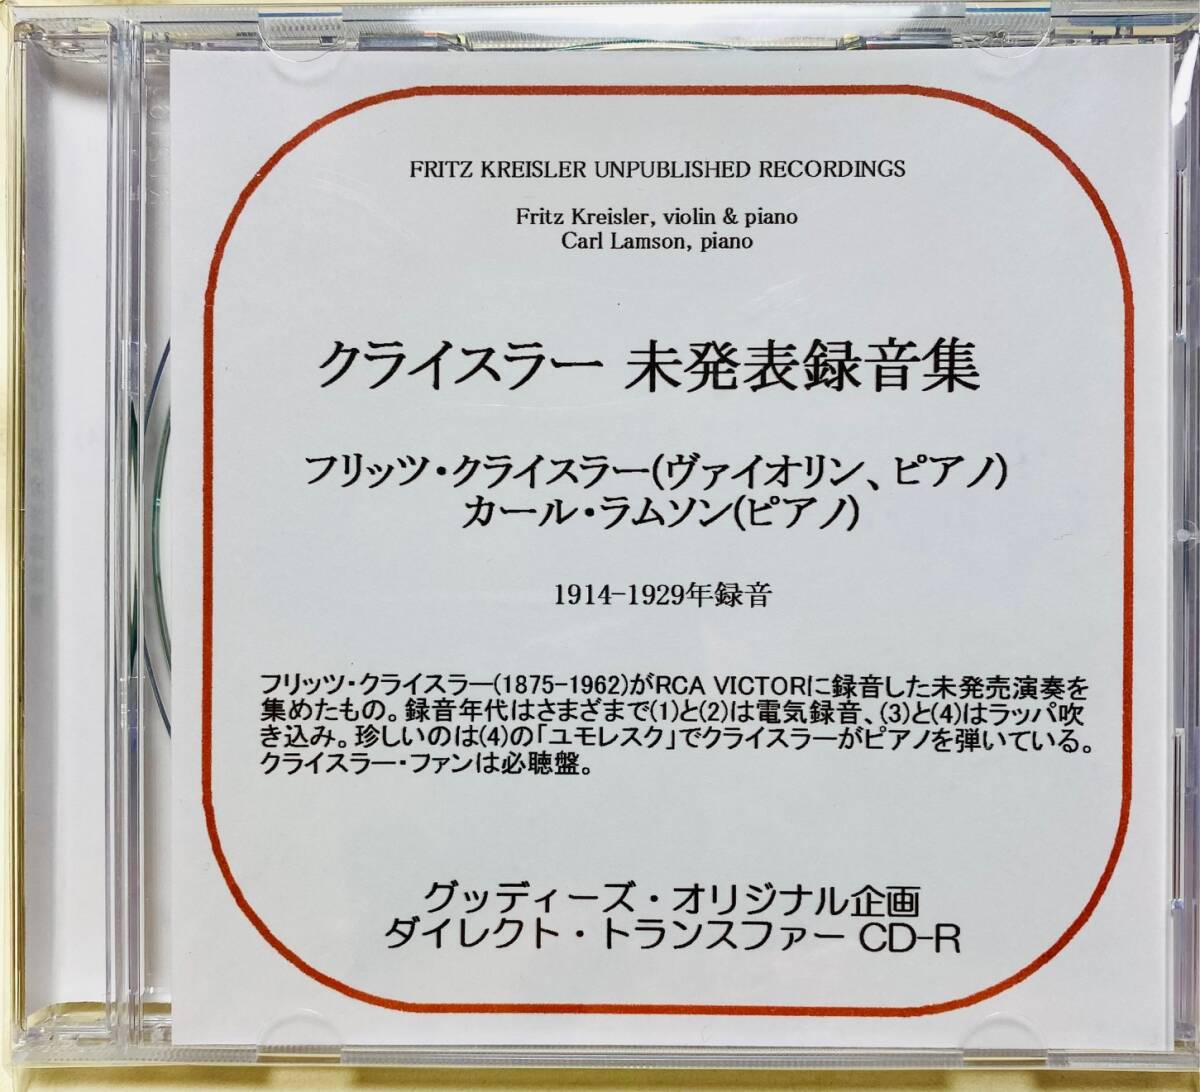 FRITZ KREISLER UNPUBLISHED RECORDINGS
Fritz Kreisler, violin & piano
Carl Lamson, piano
クライスラー 未発表録音集
フリッツ・クライスラー(ヴァイオリン、ピアノ)
カール・ラムソン(ピアノ)
1914-1929年録音
フリッツ・クライスラー(1875-1962)がRCA VICTORに録音した未発売演奏を
集めたもの。録音年代はさまざまで(1)と(2)は電気録音、(3)と(4)はラッパ吹
き込み。珍しいのは(4)の「ユモレスク」でクライスラーがピアノを弾いている。
クライスラー・ファンは必聴盤。
グッディーズ・オリジナル企画
ダイレクト・トランスファー CD-R